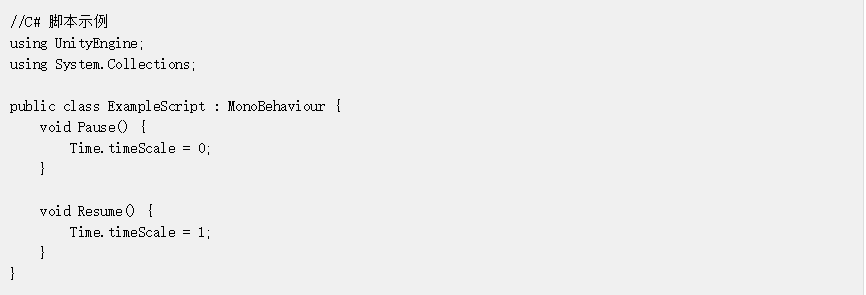 //C# 脚本示例
using UnityEngine;
using System.Collections;

public class ExampleScript : MonoBehaviour {
    void Pause() {
        Time.timeScale = 0;
    }

    void Resume() {
        Time.timeScale = 1;
    }
}